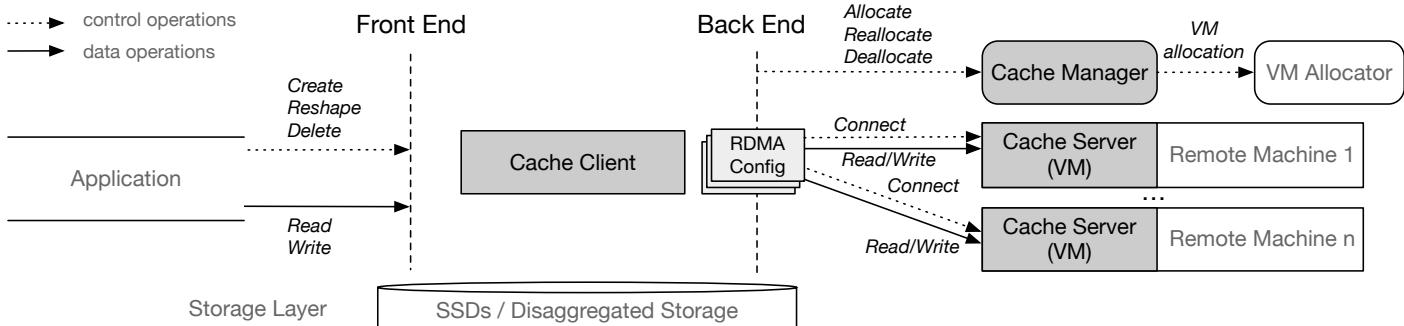 control operations
data operations
Front End
Back End
Create
Reshape
Delete
Application
Read
Write
Cache Client
RDMA
Config
Allocate
Reallocate
Deallocate
Cache Manager
VM
allocation
VM Allocator
Connect
Read/Write
Cache Server
(VM)
Remote Machine 1
...
Connect
Read/Write
Cache Server
(VM)
Remote Machine n
Storage Layer
SSDs / Disaggregated Storage